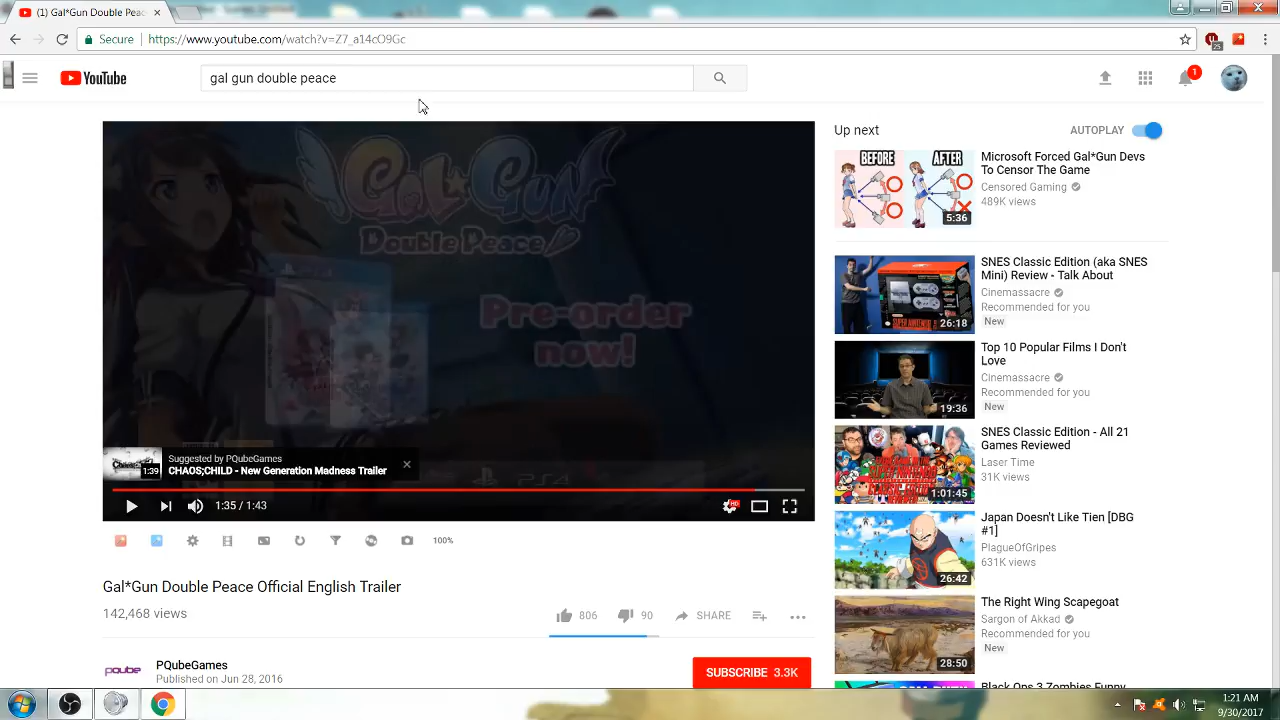 (1) Gal*Gun Double Pea
Secure https://www.youtube.com/watch?v=Z7_a14cO9Gc
25
YouTube
gal gun double peace
1
Gal*Gun
Double Peace
Pre-order
now!
PS4
Suggested by PQubeGames
CHAOS;CHILD - New Generation Madness Trailer
1:39
1:35 / 1:43
HD
100%
Gal*Gun Double Peace Official English Trailer
142,468 views
806
90
SHARE
PQube
PQubeGames
Published on Jun 28, 2016
SUBSCRIBE 3.3K
Up next
AUTOPLAY
BEFORE
AFTER
5:36
Microsoft Forced Gal*Gun Devs
To Censor The Game
Censored Gaming
489K views
26:18
SNES Classic Edition (aka SNES
Mini) Review - Talk About
Cinemassacre
Recommended for you
New
19:36
Top 10 Popular Films I Don't
Love
Cinemassacre
Recommended for you
New
1:01:45
SNES Classic Edition - All 21
Games Reviewed
Laser Time
31K views
26:42
Japan Doesn't Like Tien [DBG
#1]
PlagueOfGripes
631K views
28:50
The Right Wing Scapegoat
Sargon of Akkad
Recommended for you
New
Black Ops 3 Zombies Funny
1:21 AM
9/30/2017